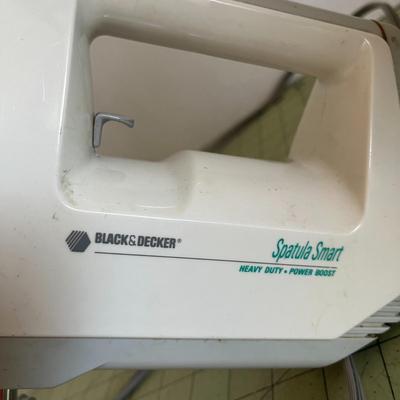 BLACK&DECKER®
Spatula Smart
HEAVY DUTY • POWER BOOST